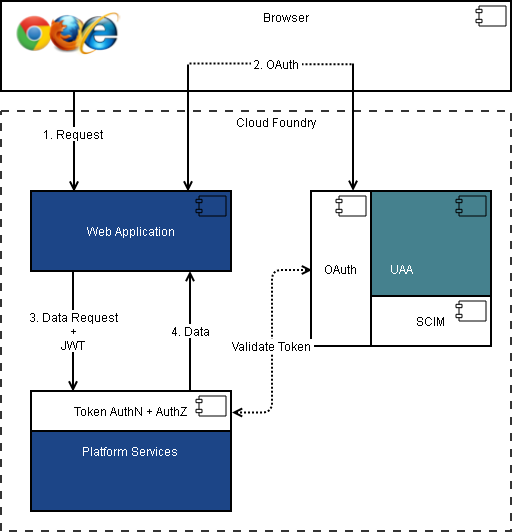 Browser
2. OAuth
Cloud Foundry
1. Request
Web Application
OAuth
UAA
SCIM
3. Data Request
+
JWT
4. Data
Validate Token
Token AuthN + AuthZ
Platform Services